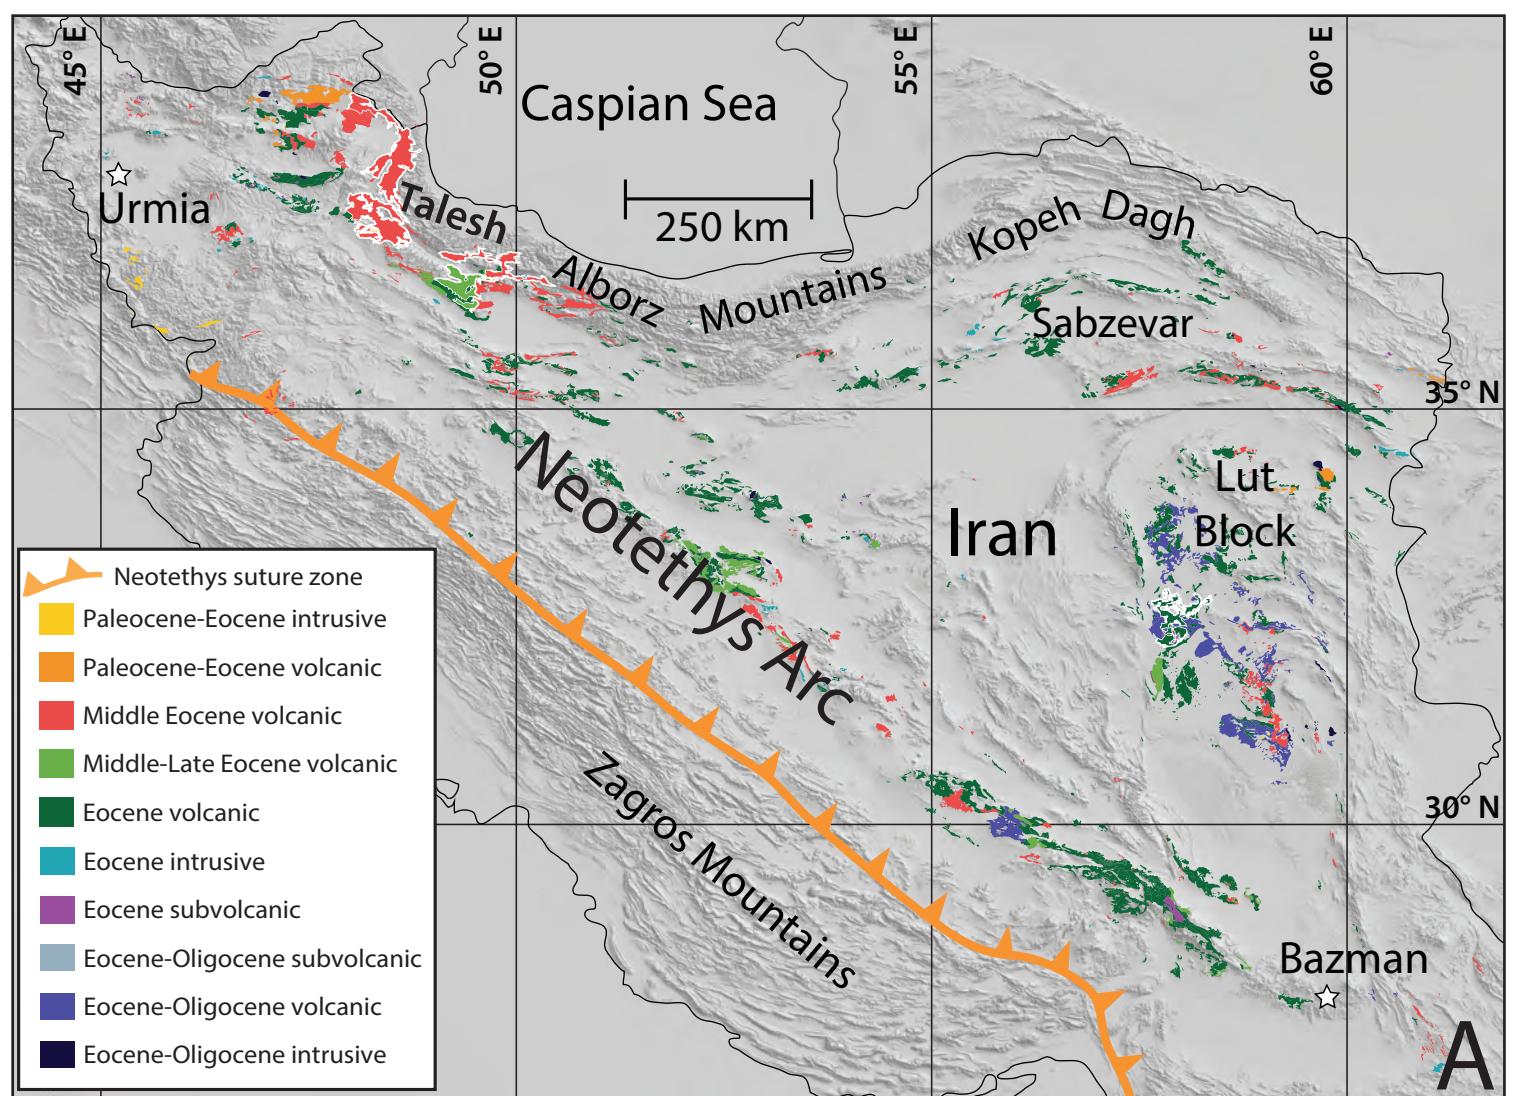 45° E
50° E
55° E
60° E
Caspian Sea
250 km
Urmia
Talesh
Alborz
Mountains
Kopeh Dagh
Sabzevar
35° N
Neotethys Arc
Iran
Lut
Block
Zagros Mountains
30° N
Bazman
A
Neotethys suture zone
Paleocene-Eocene intrusive
Paleocene-Eocene volcanic
Middle Eocene volcanic
Middle-Late Eocene volcanic
Eocene volcanic
Eocene intrusive
Eocene subvolcanic
Eocene-Oligocene subvolcanic
Eocene-Oligocene volcanic
Eocene-Oligocene intrusive